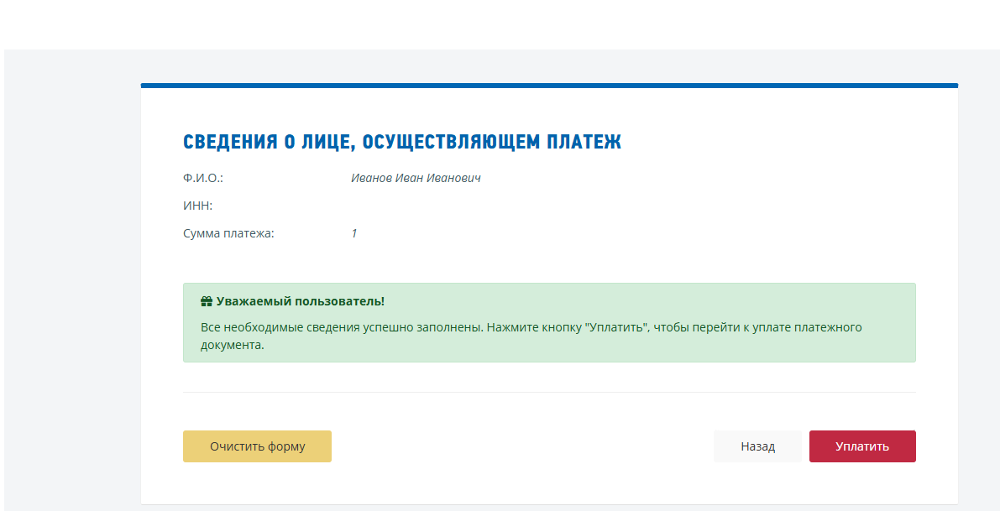 СВЕДЕНИЯ О ЛИЦЕ, ОСУЩЕСТВЛЯЮЩЕМ ПЛАТЕЖ
Ф.И.О.: Иванов Иван Иванович
ИНН:
Сумма платежа: 1
Уважаемый пользователь!
Все необходимые сведения успешно заполнены. Нажмите кнопку "Уплатить", чтобы перейти к уплате платежного
документа.
Очистить форму Назад Уплатить